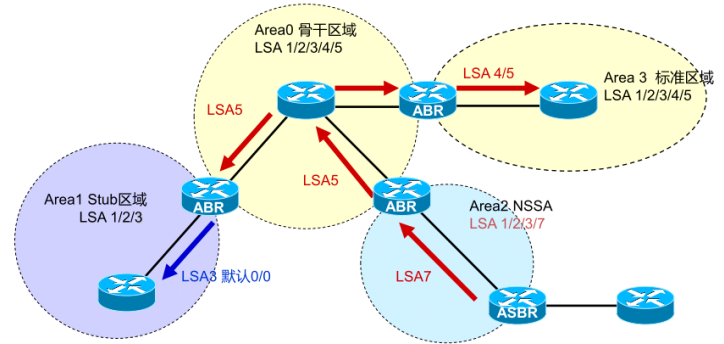 Area0 骨干区域
LSA 1/2/3/4/5
LSA 4/5
Area 3 标准区域
LSA 1/2/3/4/5
ABR
LSA5
Area1 Stub区域
LSA 1/2/3
ABR
LSA5
ABR
Area2 NSSA
LSA 1/2/3/7
LSA3 默认0/0
LSA7
ASBR